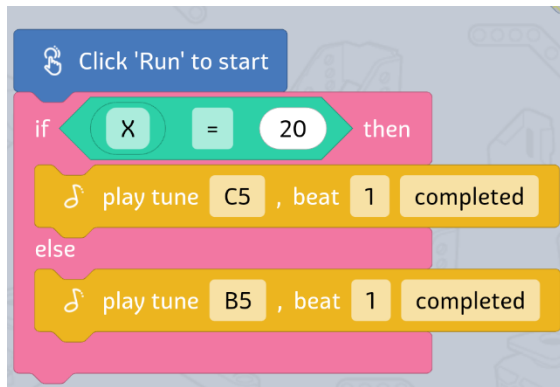 Click 'Run' to start
if X = 20 then
play tune C5 , beat 1 completed
else
play tune B5 , beat 1 completed